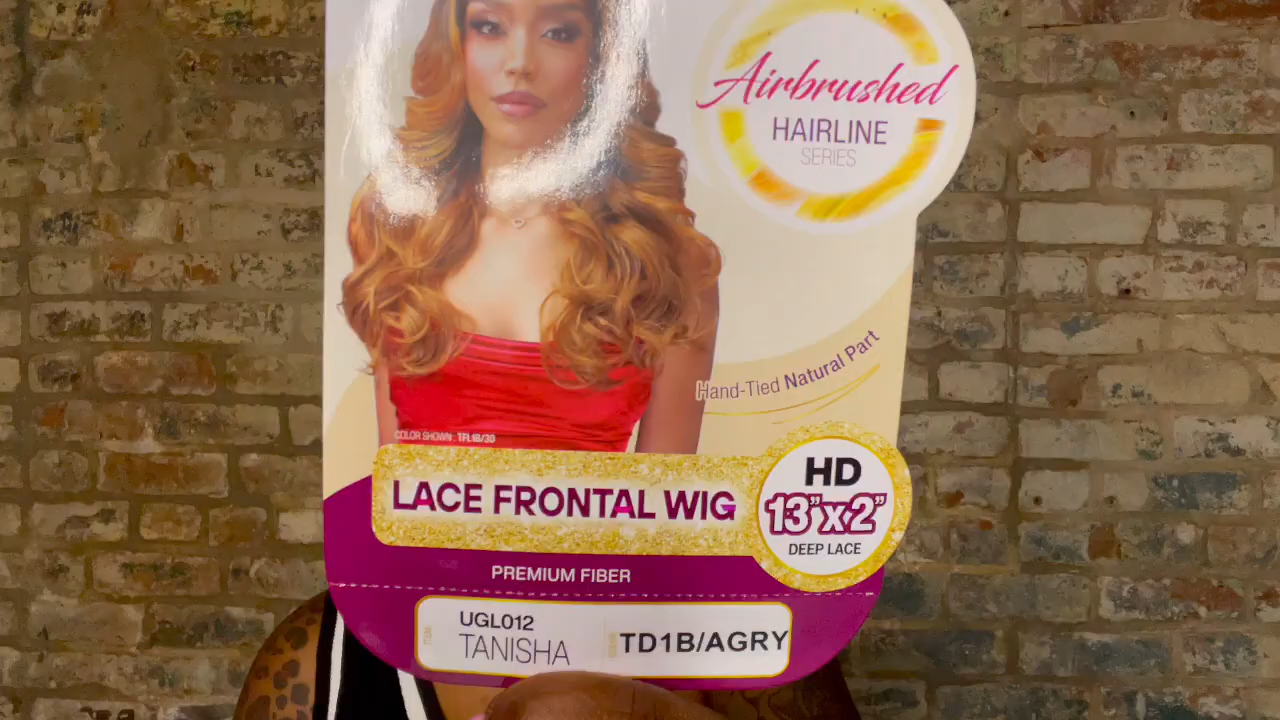 Airbrushed
HAIRLINE
SERIES
Hand-Tied Natural Part
COLOR SHOWN : TFL1B/30
LACE FRONTAL WIG
HD
13"x2"
DEEP LACE
PREMIUM FIBER
UGL012
TANISHA
TD1B/AGRY